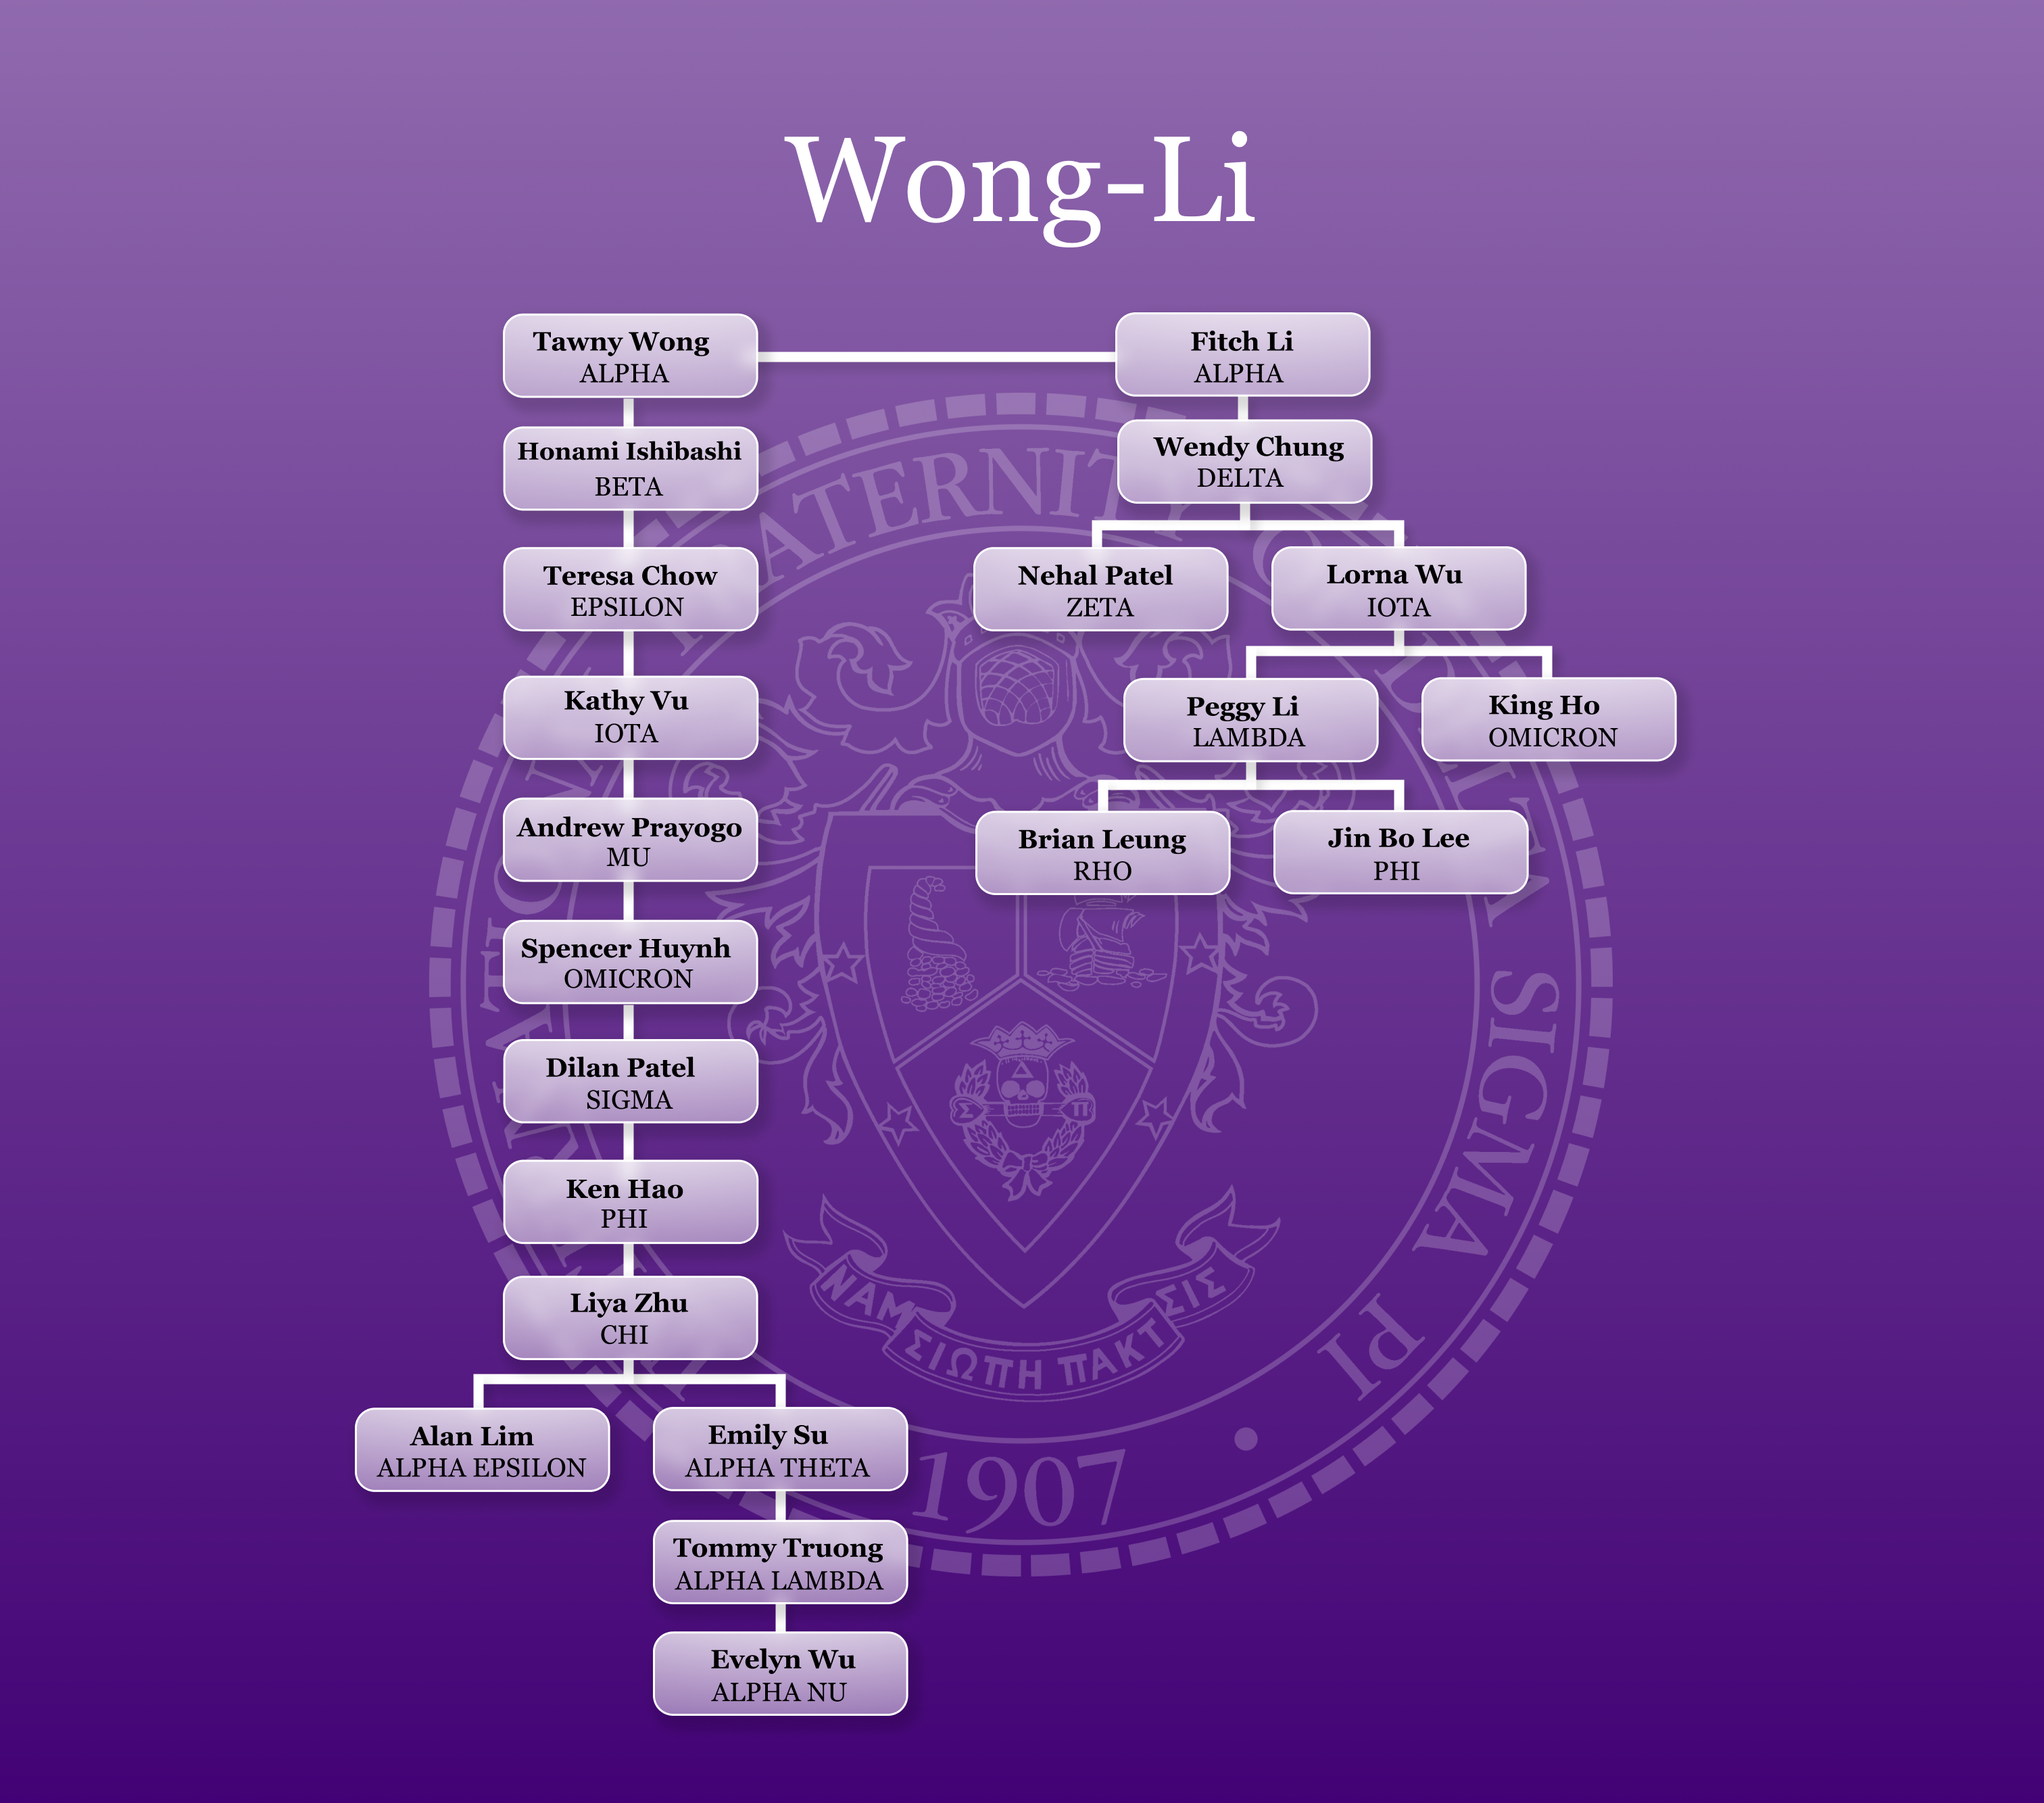 Wong-Li
Tawny Wong
ALPHA
Fitch Li
ALPHA
Honami Ishibashi
BETA
Wendy Chung
DELTA
Teresa Chow
EPSILON
Nehal Patel
ZETA
Lorna Wu
IOTA
Kathy Vu
IOTA
Peggy Li
LAMBDA
King Ho
OMICRON
Andrew Prayogo
MU
Brian Leung
RHO
Jin Bo Lee
PHI
Spencer Huynh
OMICRON
Dilan Patel
SIGMA
Ken Hao
PHI
Liya Zhu
CHI
Alan Lim
ALPHA EPSILON
Emily Su
ALPHA THETA
Tommy Truong
ALPHA LAMBDA
Evelyn Wu
ALPHA NU
SIGMA PI
Σ Π
ΣΙΩΠΗ ΠΑΚΤ ΣΙΣ
1907